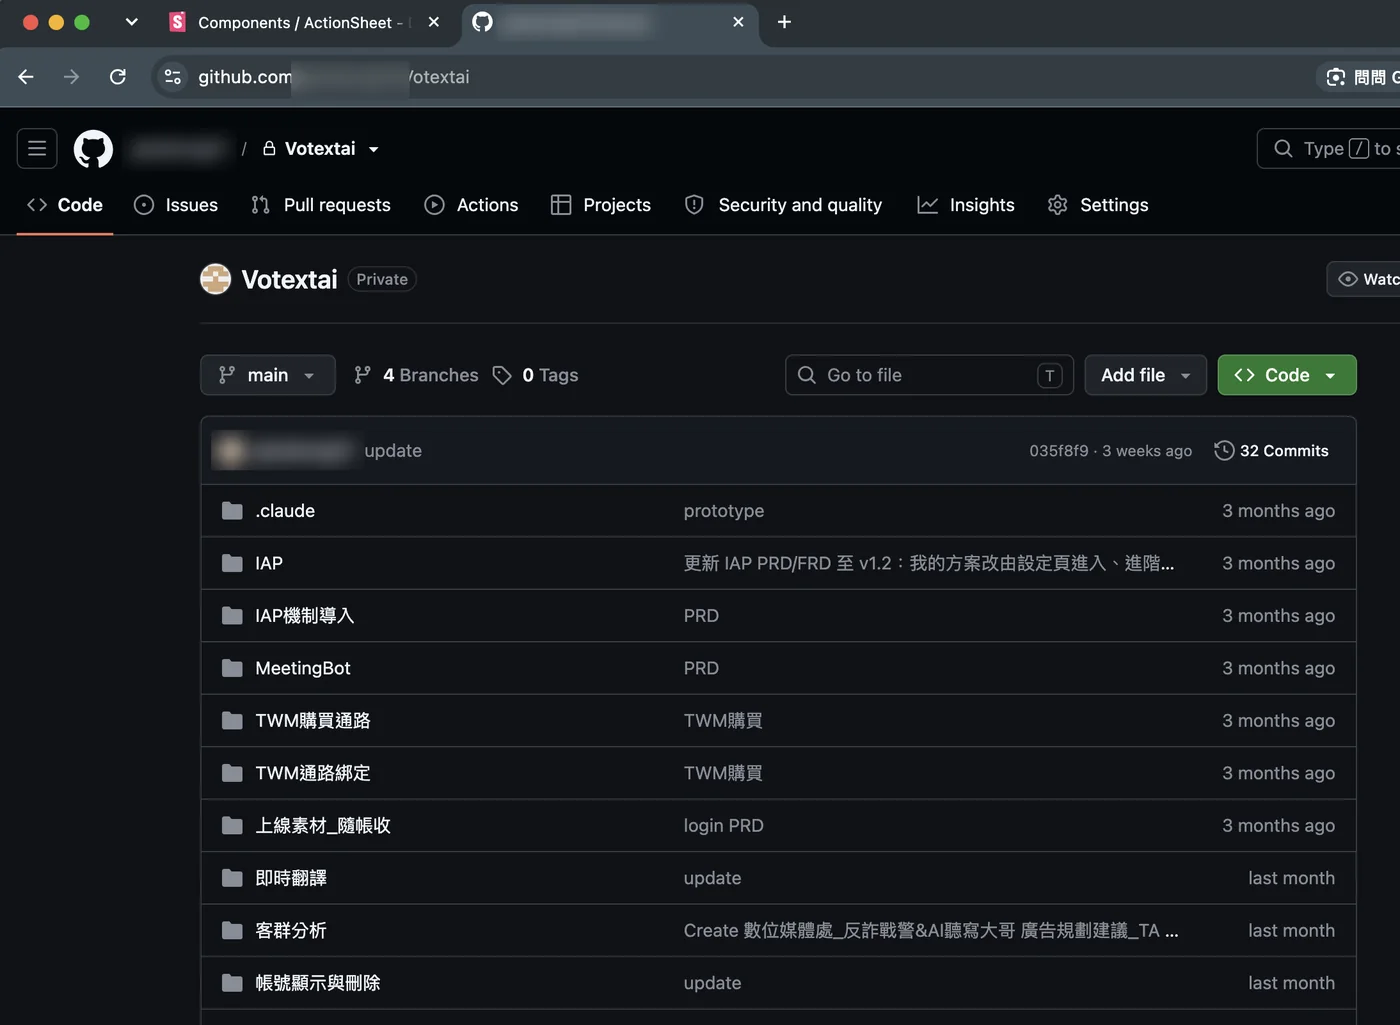 Components / ActionSheet -
github.com
/otextai
問問 G
/ Votextai
Type / to s
Code Issues Pull requests Actions Projects Security and quality Insights Settings
Votextai Private
Watc
main 4 Branches 0 Tags Go to file T Add file Code
update 035f8f9 · 3 weeks ago 32 Commits
.claude prototype 3 months ago
IAP 更新 IAP PRD/FRD 至 v1.2：我的方案改由設定頁進入、進階... 3 months ago
IAP機制導入 PRD 3 months ago
MeetingBot PRD 3 months ago
TWM購買通路 TWM購買 3 months ago
TWM通路綁定 TWM購買 3 months ago
上線素材_隨帳收 login PRD 3 months ago
即時翻譯 update last month
客群分析 Create 數位媒體處_反詐戰警&AI聽寫大哥 廣告規劃建議_TA ... last month
帳號顯示與刪除 update last month